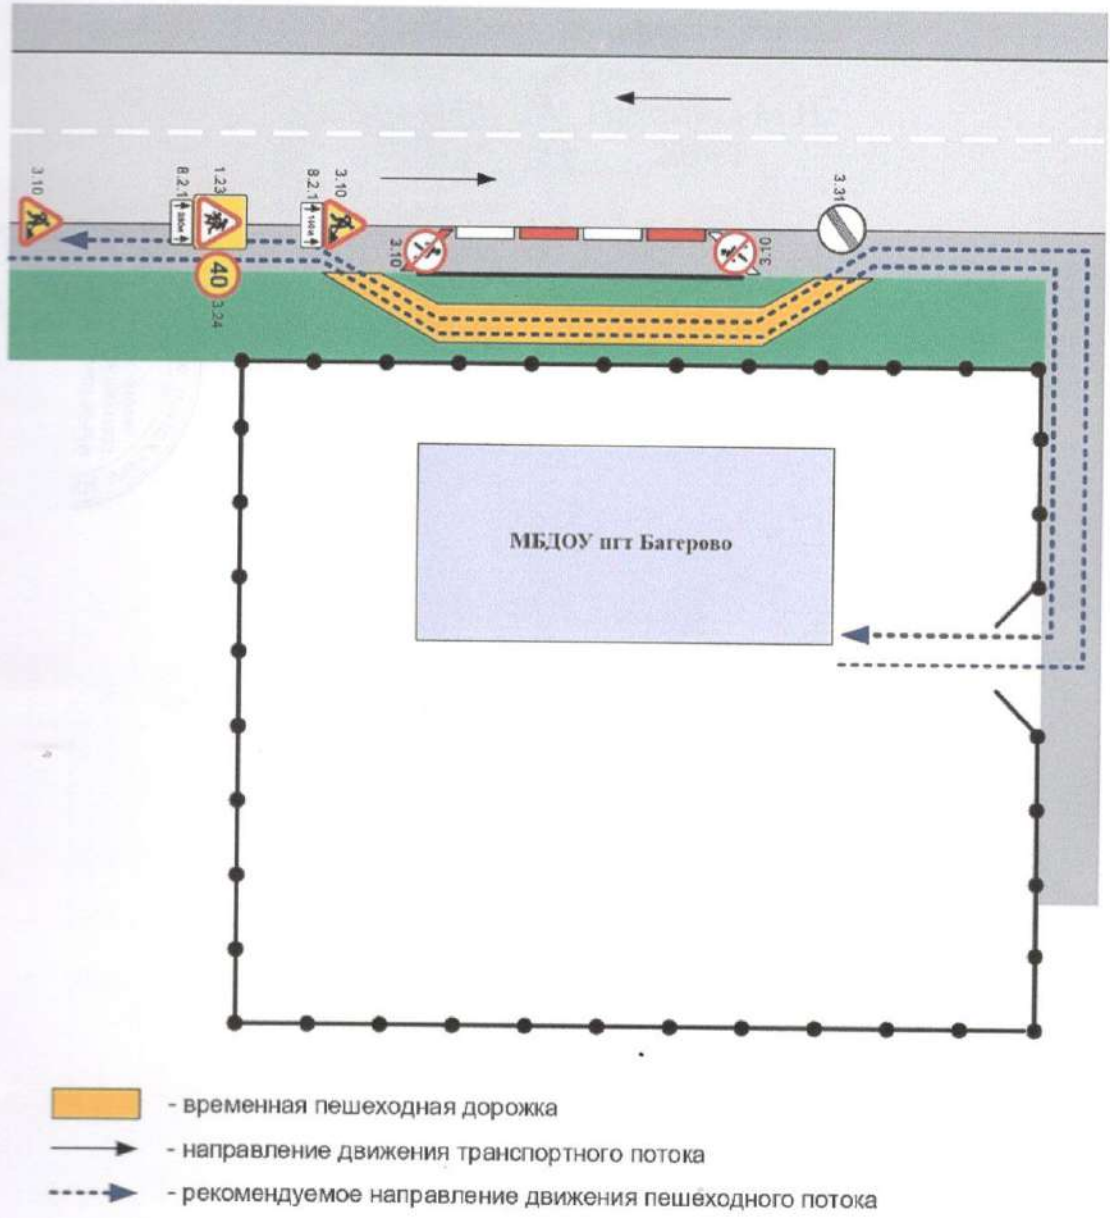 3.10
8.2.1
1.23
8.2.1
3.10
3.31
40
3.24
3.10
3.10
МБДОУ пгт Багерово
- временная пешеходная дорожка
- направление движения транспортного потока
- рекомендуемое направление движения пешеходного потока